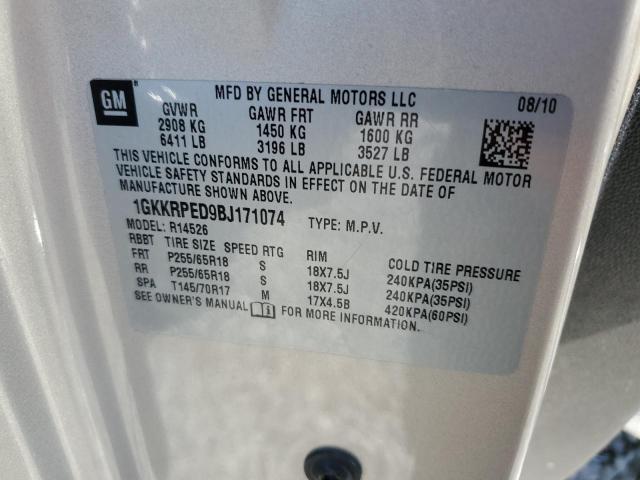 GM
MFD BY GENERAL MOTORS LLC 08/10
GVWR GAWR FRT GAWR RR
2908 KG 1450 KG 1600 KG
6411 LB 3196 LB 3527 LB
THIS VEHICLE CONFORMS TO ALL APPLICABLE U.S. FEDERAL MOTOR
VEHICLE SAFETY STANDARDS IN EFFECT ON THE DATE OF
MANUFACTURE SHOWN ABOVE.
1GKKRPED9BJ171074 TYPE: M.P.V.
MODEL: R14526
RBBT TIRE SIZE SPEED RTG RIM COLD TIRE PRESSURE
FRT P255/65R18 S 18X7.5J 240KPA(35PSI)
RR P255/65R18 S 18X7.5J 240KPA(35PSI)
SPA T145/70R17 M 17X4.5B 420KPA(60PSI)
SEE OWNER'S MANUAL FOR MORE INFORMATION.